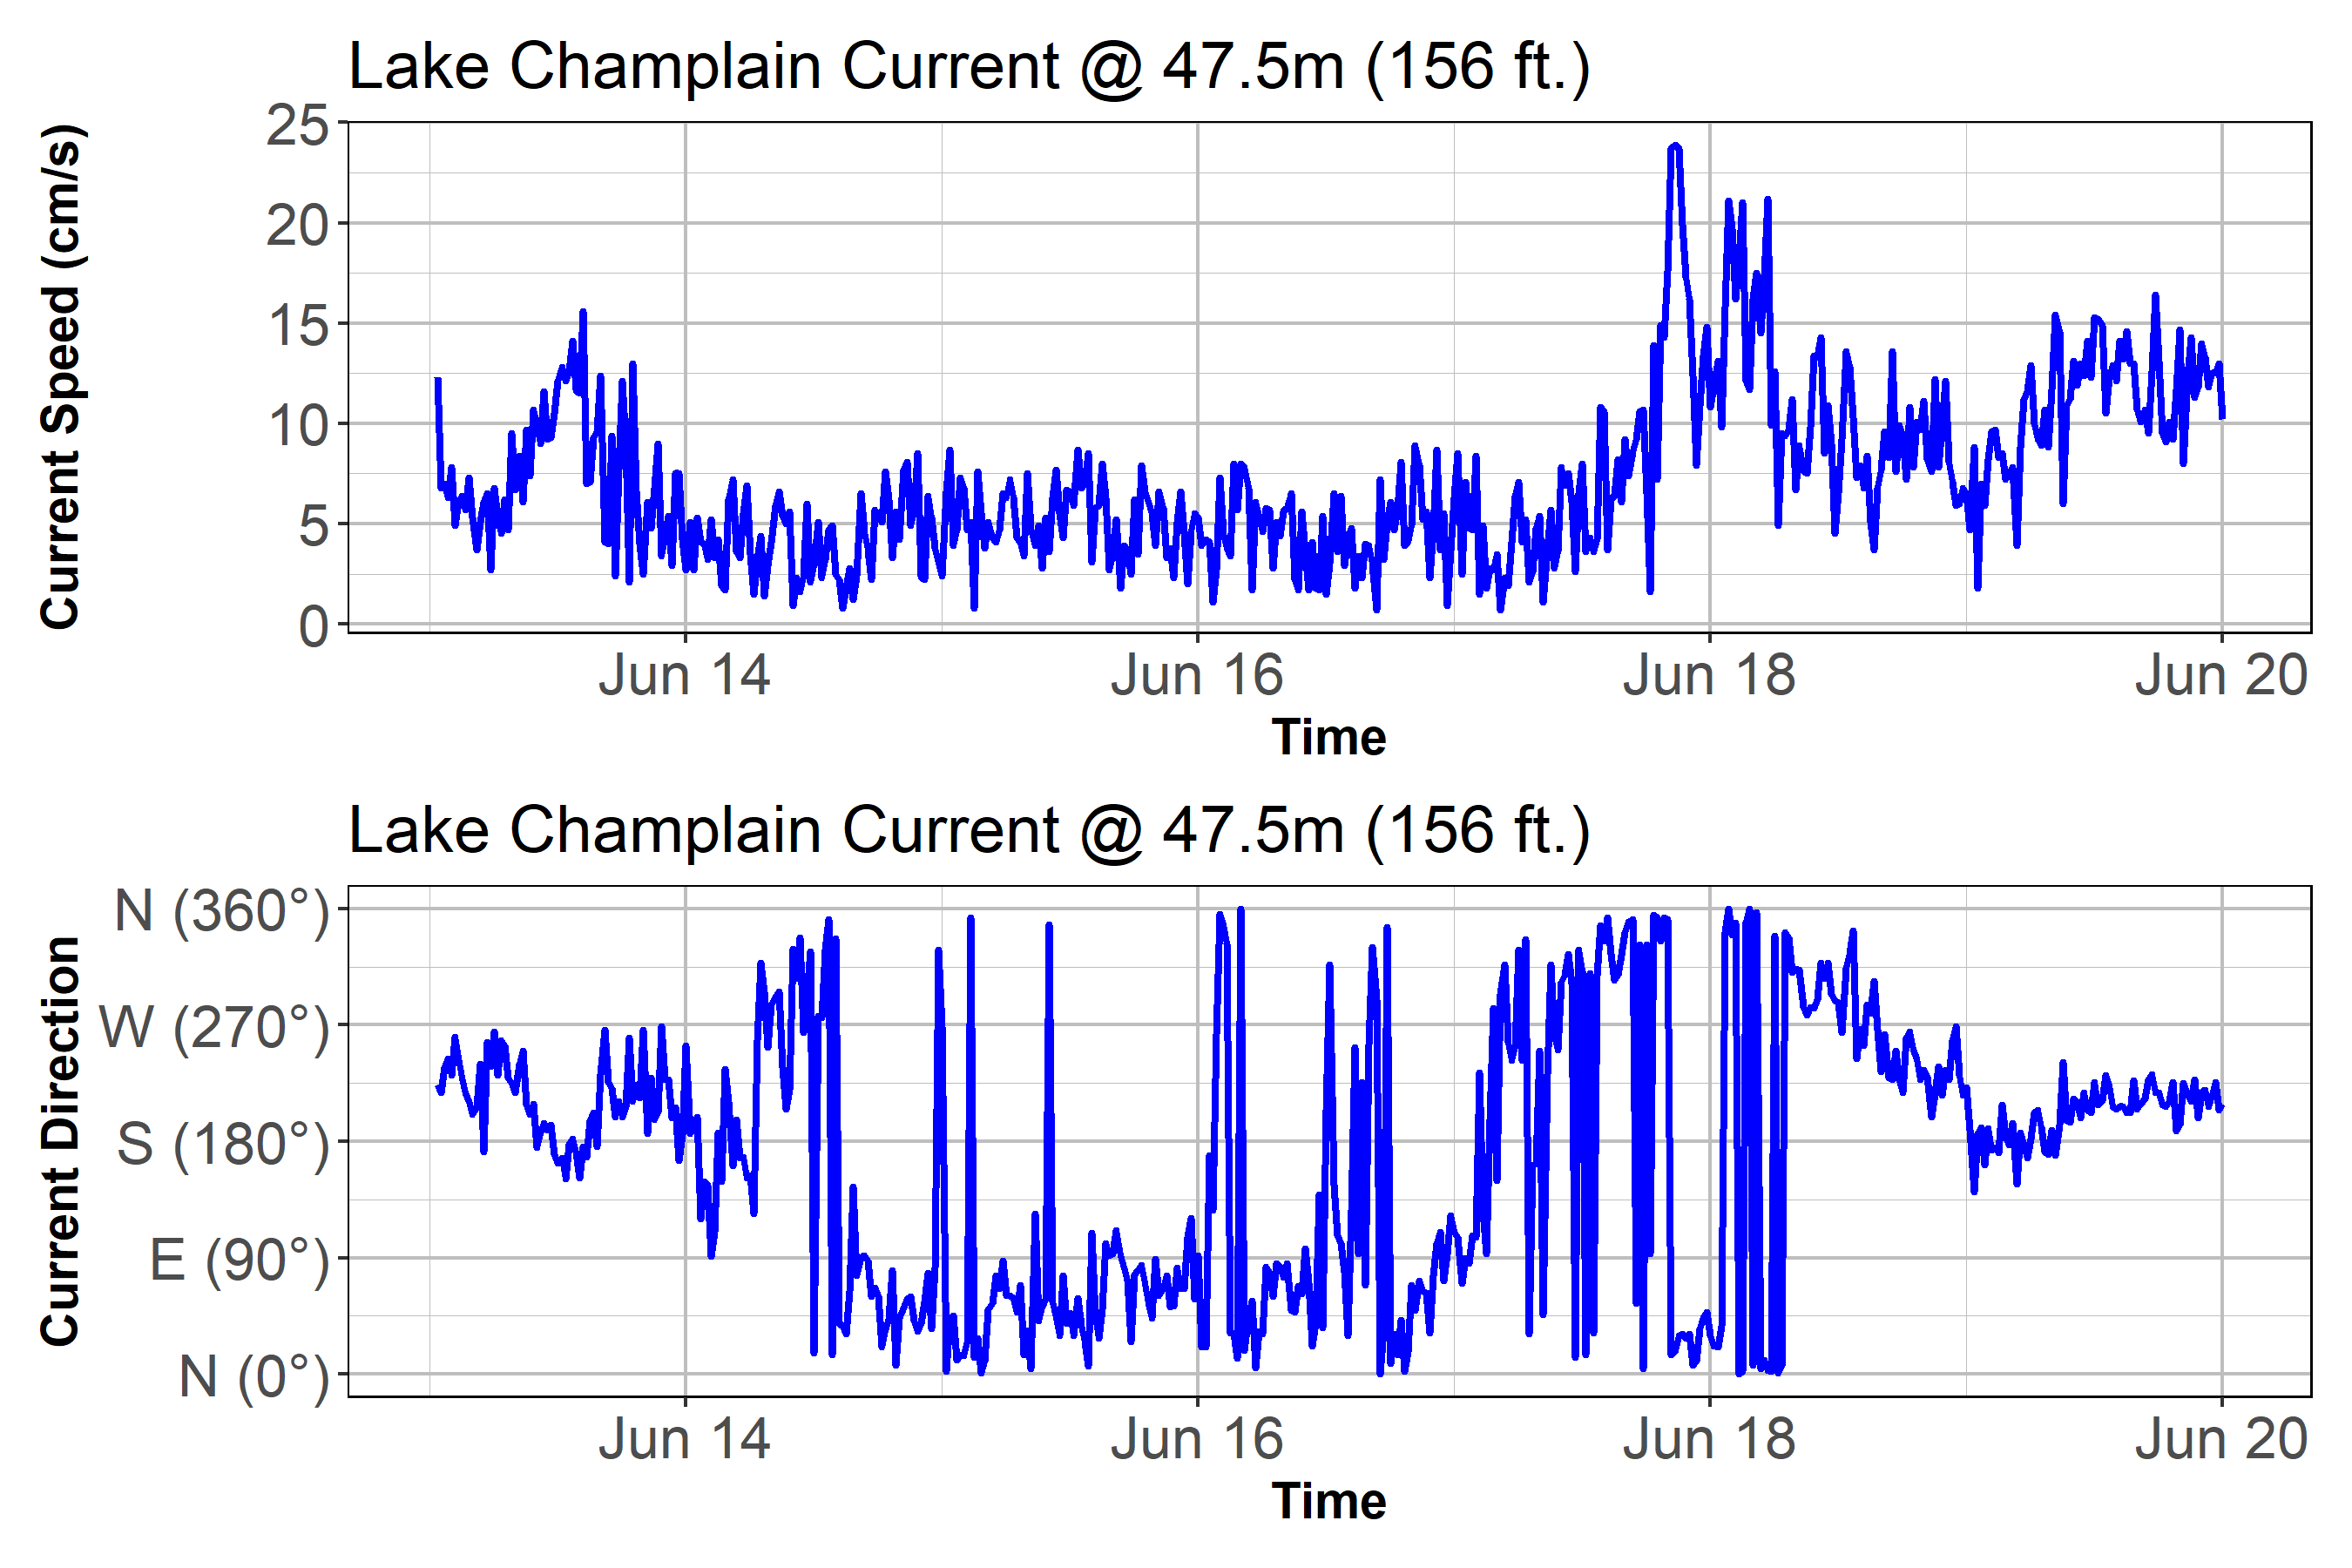 Lake Champlain Current @ 47.5m (156 ft.)
Current Speed (cm/s)
25
20
15
10
5
0
Jun 14 Jun 16 Jun 18 Jun 20
Time
Lake Champlain Current @ 47.5m (156 ft.)
Current Direction
N (360°)
W (270°)
S (180°)
E (90°)
N (0°)
Jun 14 Jun 16 Jun 18 Jun 20
Time